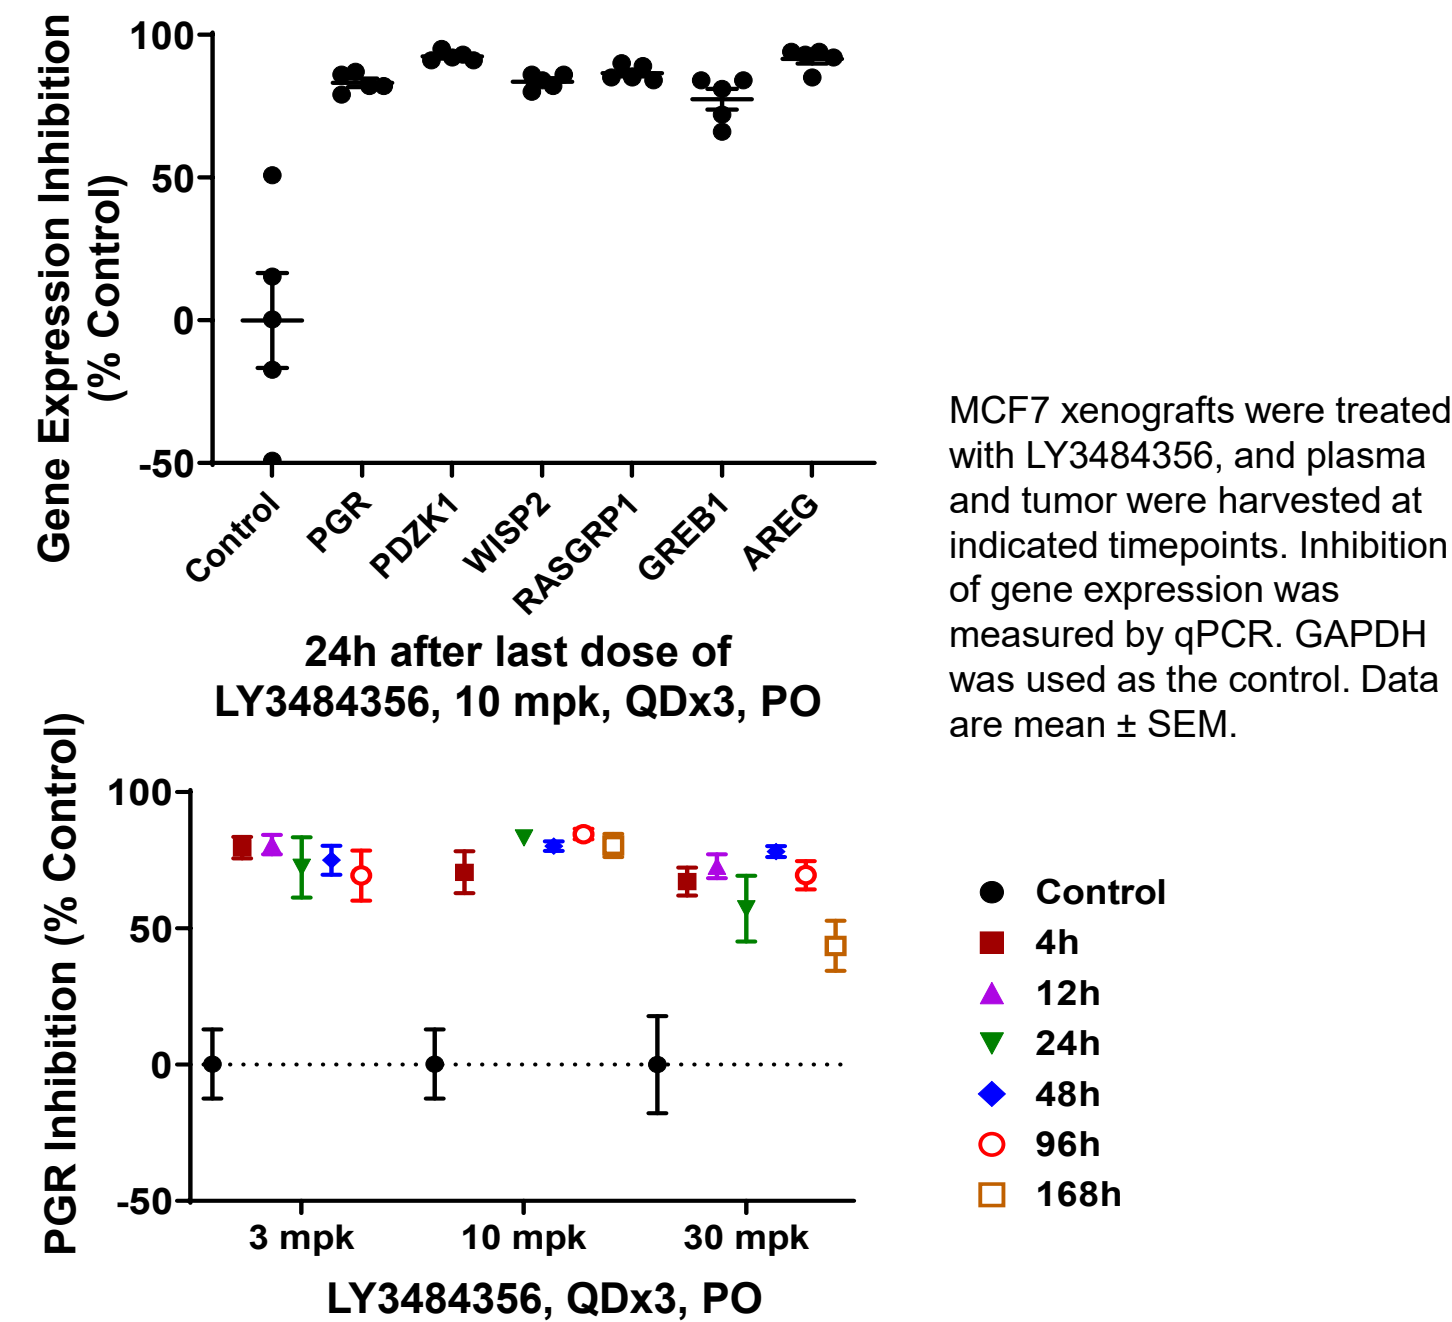 Gene Expression Inhibition
(% Control)
100
50
0
-50
Control
PGR
PDZK1
WISP2
RASGRP1
GREB1
AREG
24h after last dose of
LY3484356, 10 mpk, QDx3, PO
MCF7 xenografts were treated
with LY3484356, and plasma
and tumor were harvested at
indicated timepoints. Inhibition
of gene expression was
measured by qPCR. GAPDH
was used as the control. Data
are mean ± SEM.
PGR Inhibition (% Control)
100
50
0
-50
3 mpk
10 mpk
30 mpk
LY3484356, QDx3, PO
Control
4h
12h
24h
48h
96h
168h